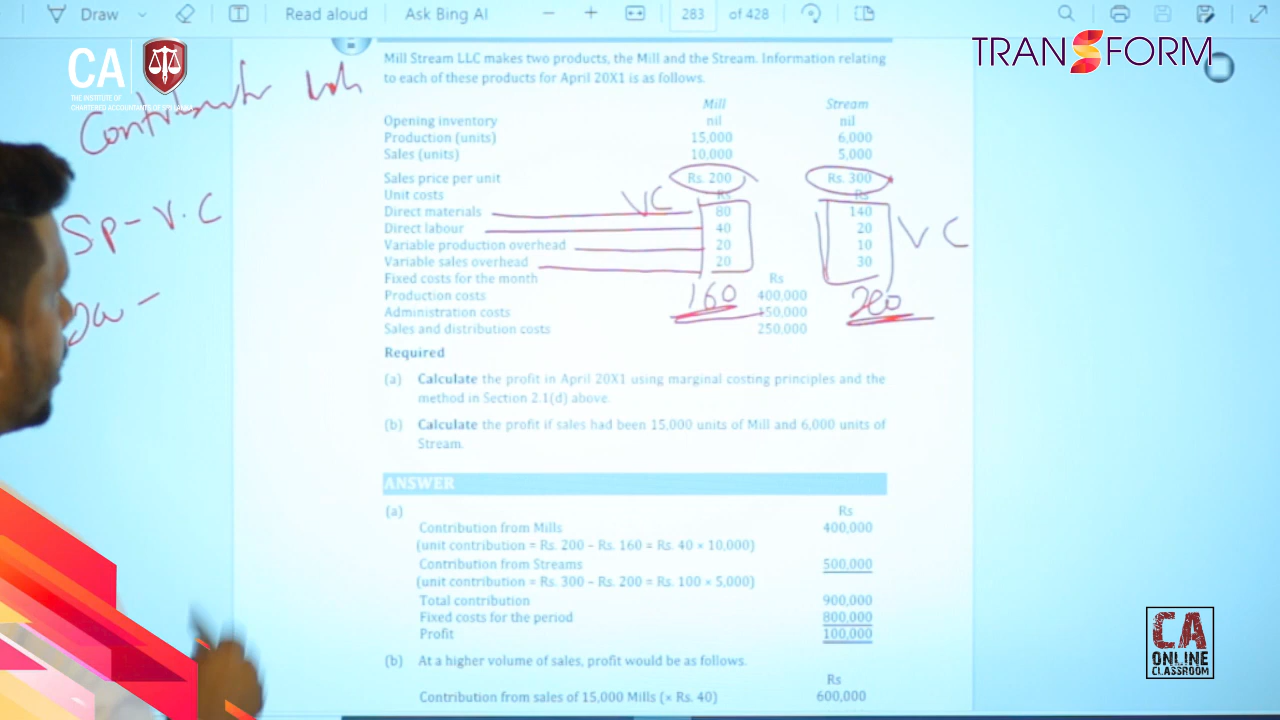 Draw
Read aloud
Ask Bing AI
283
of 428
CA
THE INSTITUTE OF
CHARTERED ACCOUNTANTS OF SRI LANKA
TRANSFORM
Mill Stream LLC makes two products, the Mill and the Stream. Information relating
to each of these products for April 20X1 is as follows.
Mill Stream
Opening inventory nil nil
Production (units) 15,000 6,000
Sales (units) 10,000 5,000
Sales price per unit Rs. 200 Rs. 300
Unit costs Rs Rs
Direct materials 80 140
Direct labour 40 20
Variable production overhead 20 10
Variable sales overhead 20 30
Fixed costs for the month Rs
Production costs 400,000
Administration costs 150,000
Sales and distribution costs 250,000
VC
VC
160
200
Sp - V.C
Required
(a) Calculate the profit in April 20X1 using marginal costing principles and the
method in Section 2.1(d) above.
(b) Calculate the profit if sales had been 15,000 units of Mill and 6,000 units of
Stream.
ANSWER
(a) Rs
Contribution from Mills 400,000
(unit contribution = Rs. 200 – Rs. 160 = Rs. 40 × 10,000)
Contribution from Streams 500,000
(unit contribution = Rs. 300 – Rs. 200 = Rs. 100 × 5,000)
Total contribution 900,000
Fixed costs for the period 800,000
Profit 100,000
(b) At a higher volume of sales, profit would be as follows.
Rs
Contribution from sales of 15,000 Mills (× Rs. 40) 600,000
CA
ONLINE
CLASSROOM